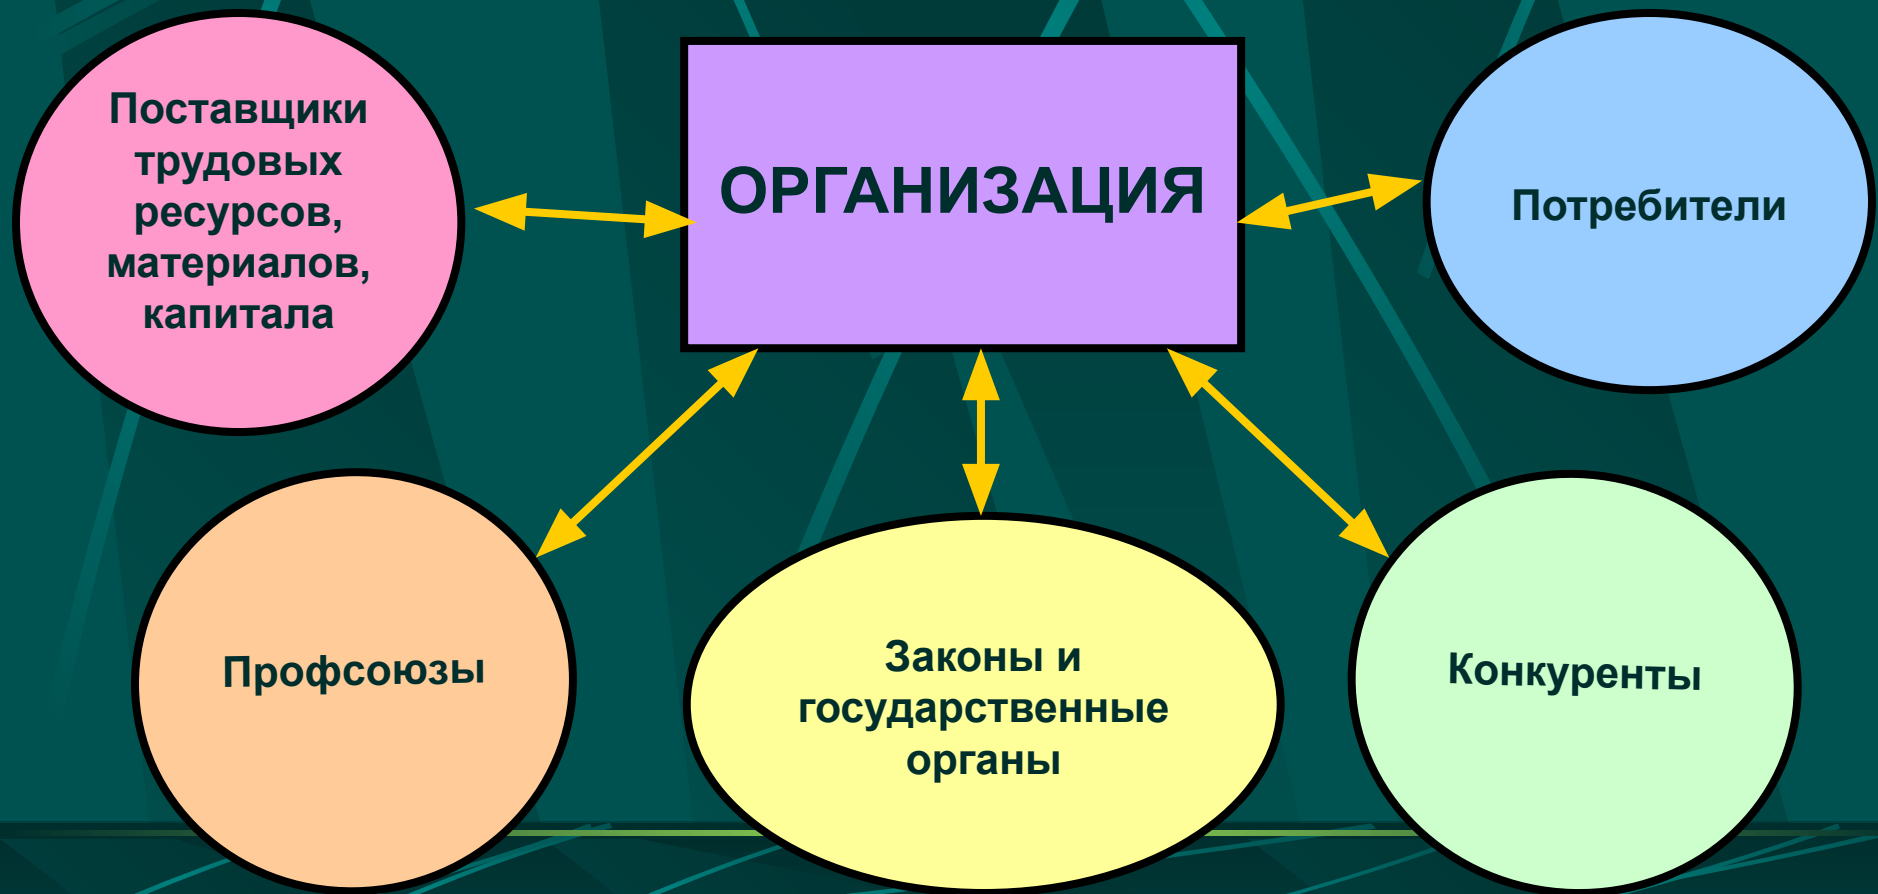 Поставщики
трудовых
ресурсов,
материалов,
капитала
ОРГАНИЗАЦИЯ
Потребители
Профсоюзы
Законы и
государственные
органы
Конкуренты